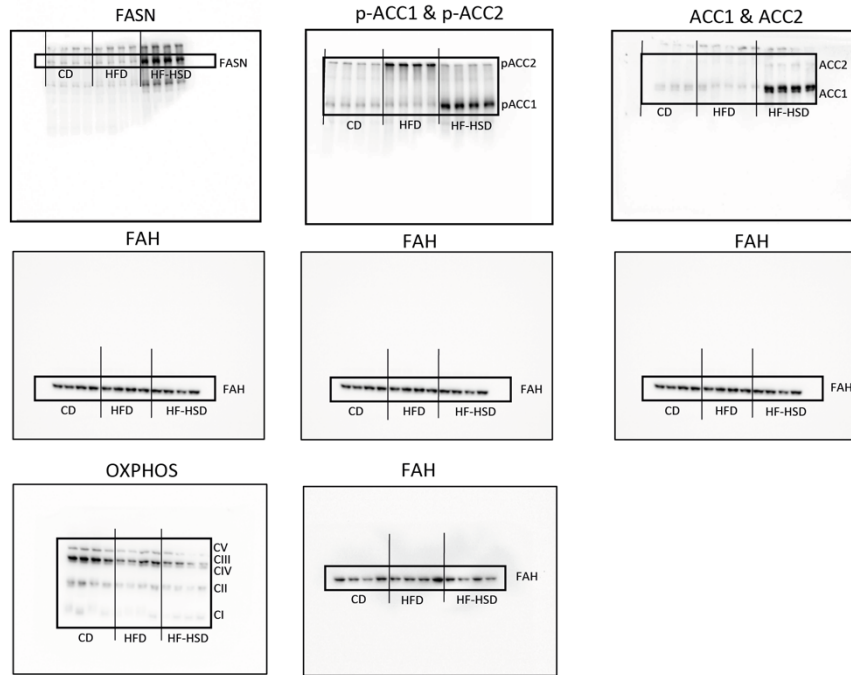 FASN
p-ACC1 & p-ACC2
ACC1 & ACC2
FASN
CD
HFD
HF-HSD
pACC2
pACC1
CD
HFD
HF-HSD
ACC2
ACC1
CD
HFD
HF-HSD
FAH
FAH
FAH
FAH
CD
HFD
HF-HSD
FAH
CD
HFD
HF-HSD
FAH
CD
HFD
HF-HSD
OXPHOS
FAH
CV
CIII
CIV
CII
CI
CD
HFD
HF-HSD
FAH
CD
HFD
HF-HSD